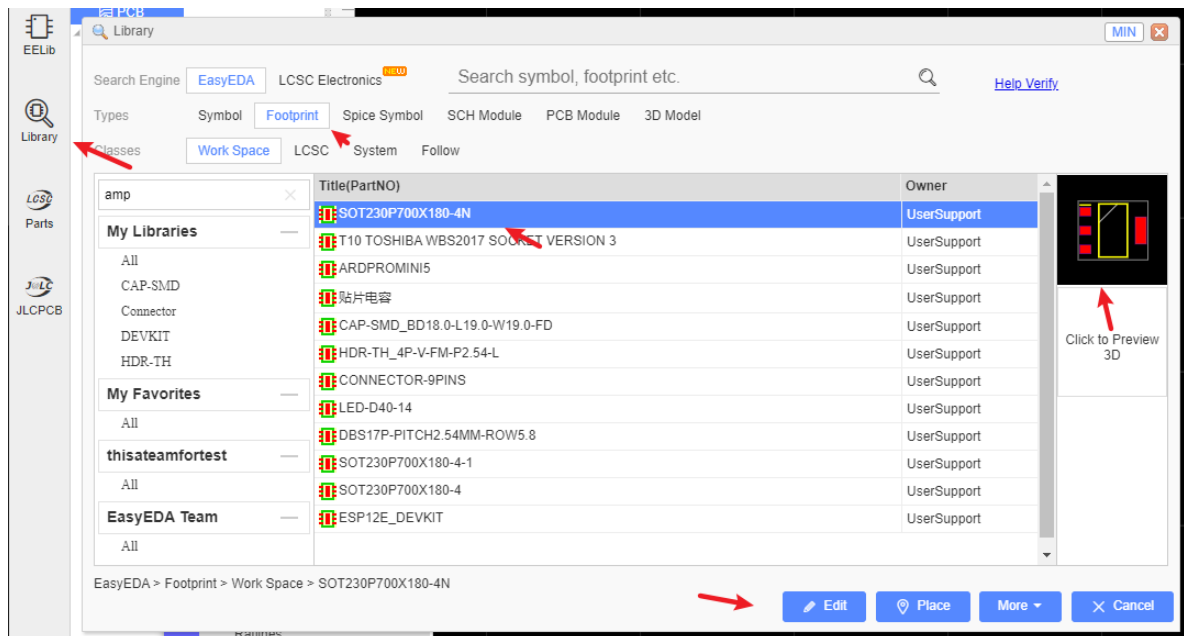 PCB
EELib
Library
Parts
JLCPCB
Library
MIN
Search Engine EasyEDA LCSC Electronics NEW Search symbol, footprint etc.
Help Verify
Types Symbol Footprint Spice Symbol SCH Module PCB Module 3D Model
Classes Work Space LCSC System Follow
amp
My Libraries
All
CAP-SMD
Connector
DEVKIT
HDR-TH
My Favorites
All
thisateamfortest
All
EasyEDA Team
All
Title(PartNO) Owner
SOT230P700X180-4N UserSupport
T10 TOSHIBA WBS2017 SOCKET VERSION 3 UserSupport
ARDPROMINI5 UserSupport
贴片电容 UserSupport
CAP-SMD_BD18.0-L19.0-W19.0-FD UserSupport
HDR-TH_4P-V-FM-P2.54-L UserSupport
CONNECTOR-9PINS UserSupport
LED-D40-14 UserSupport
DBS17P-PITCH2.54MM-ROW5.8 UserSupport
SOT230P700X180-4-1 UserSupport
SOT230P700X180-4 UserSupport
ESP12E_DEVKIT UserSupport
Click to Preview
3D
EasyEDA > Footprint > Work Space > SOT230P700X180-4N
Edit Place More Cancel